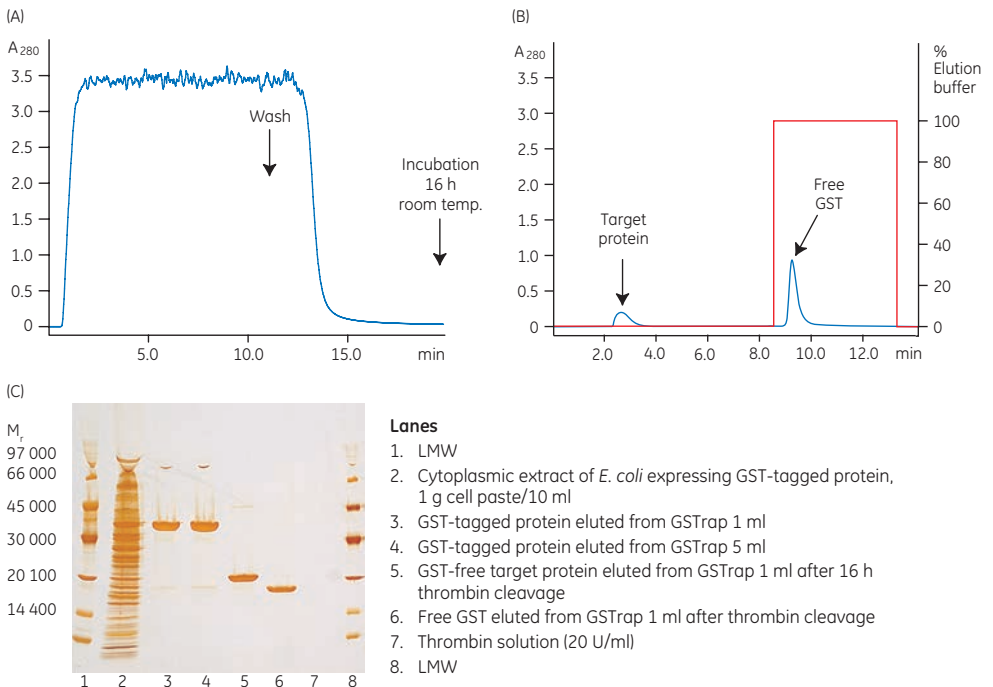 (A)
A280
3.5
3.0
2.5
2.0
1.5
1.0
0.5
0
Wash
Incubation
16 h
room temp.
5.0 10.0 15.0 min
(B)
A280
3.5
3.0
2.5
2.0
1.5
1.0
0.5
0
Target
protein
Free
GST
%
Elution
buffer
100
80
60
40
20
0
2.0 4.0 6.0 8.0 10.0 12.0 min
(C)
Mr
97 000
66 000
45 000
30 000
20 100
14 400
1 2 3 4 5 6 7 8
Lanes
1. LMW
2. Cytoplasmic extract of E. coli expressing GST-tagged protein,
1 g cell paste/10 ml
3. GST-tagged protein eluted from GSTrap 1 ml
4. GST-tagged protein eluted from GSTrap 5 ml
5. GST-free target protein eluted from GSTrap 1 ml after 16 h
thrombin cleavage
6. Free GST eluted from GSTrap 1 ml after thrombin cleavage
7. Thrombin solution (20 U/ml)
8. LMW